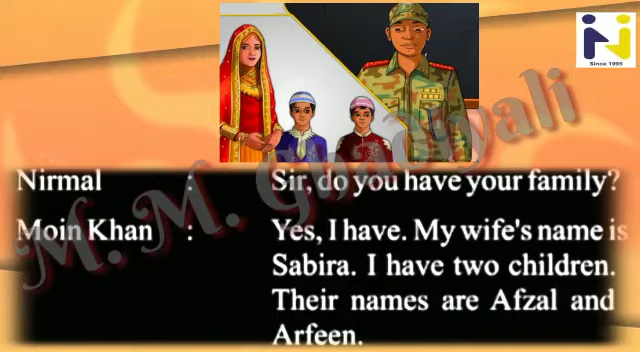 Since 1995
Nirmal : Sir, do you have your family?
Moin Khan : Yes, I have. My wife's name is
Sabira. I have two children.
Their names are Afzal and
Arfeen.
M. M. Ghadiyali